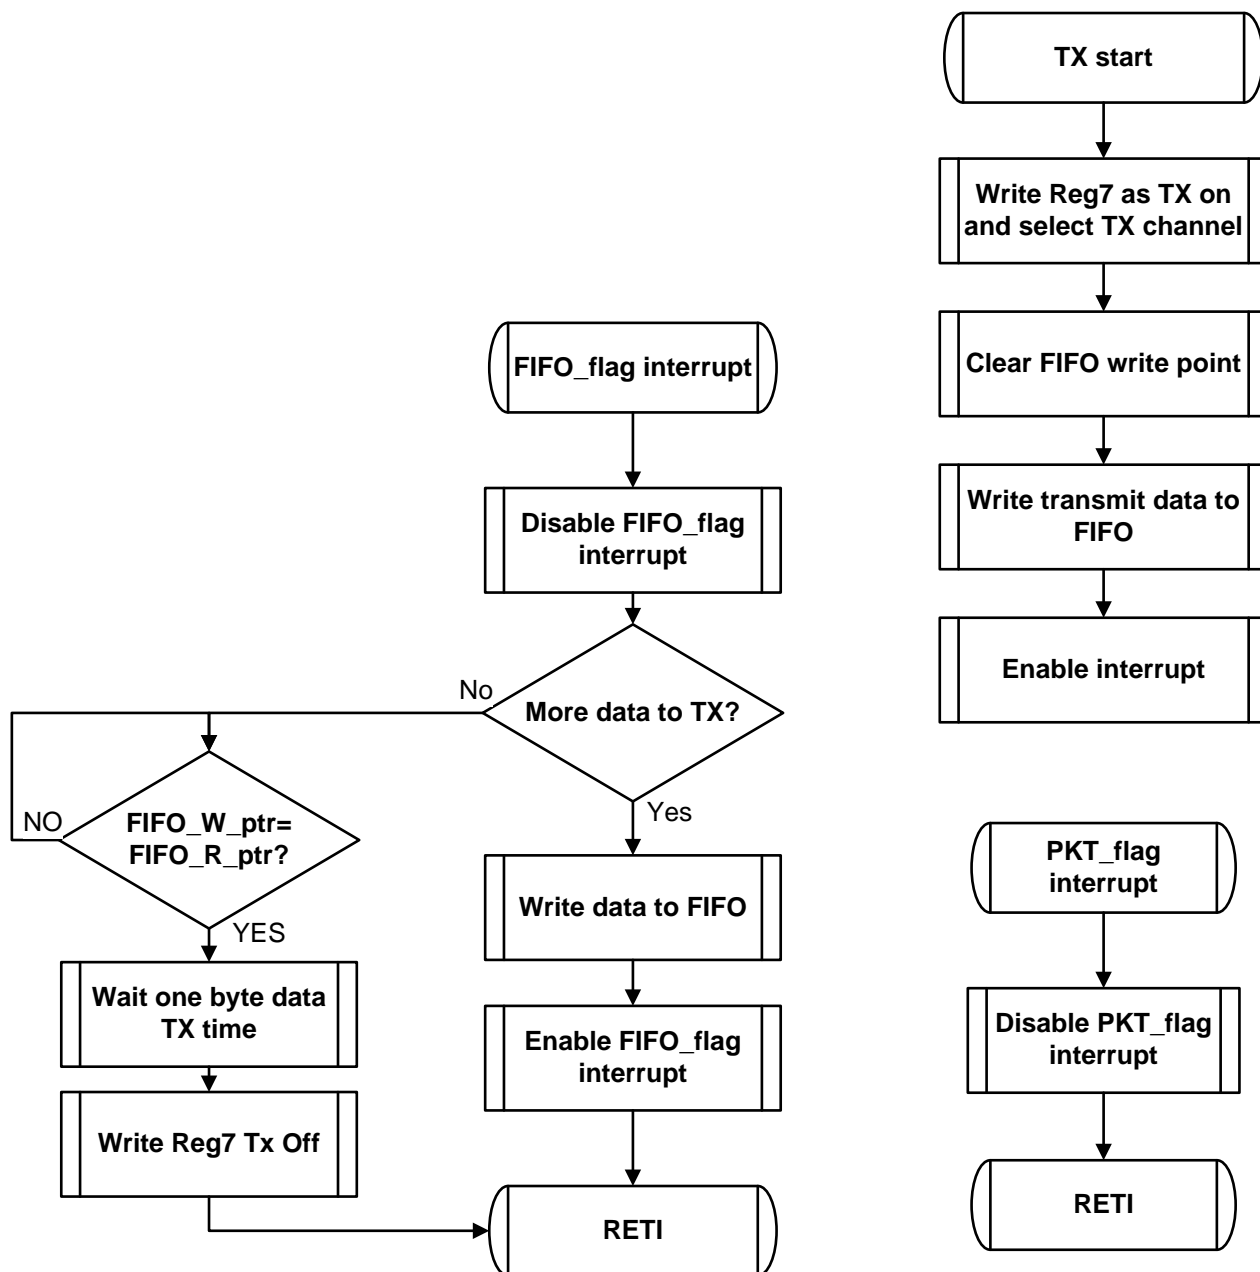 TX start
Write Reg7 as TX on
and select TX channel
Clear FIFO write point
Write transmit data to
FIFO
Enable interrupt
FIFO_flag interrupt
Disable FIFO_flag
interrupt
More data to TX?
No
Yes
FIFO_W_ptr=
FIFO_R_ptr?
NO
YES
Wait one byte data
TX time
Write Reg7 Tx Off
Write data to FIFO
Enable FIFO_flag
interrupt
RETI
PKT_flag
interrupt
Disable PKT_flag
interrupt
RETI